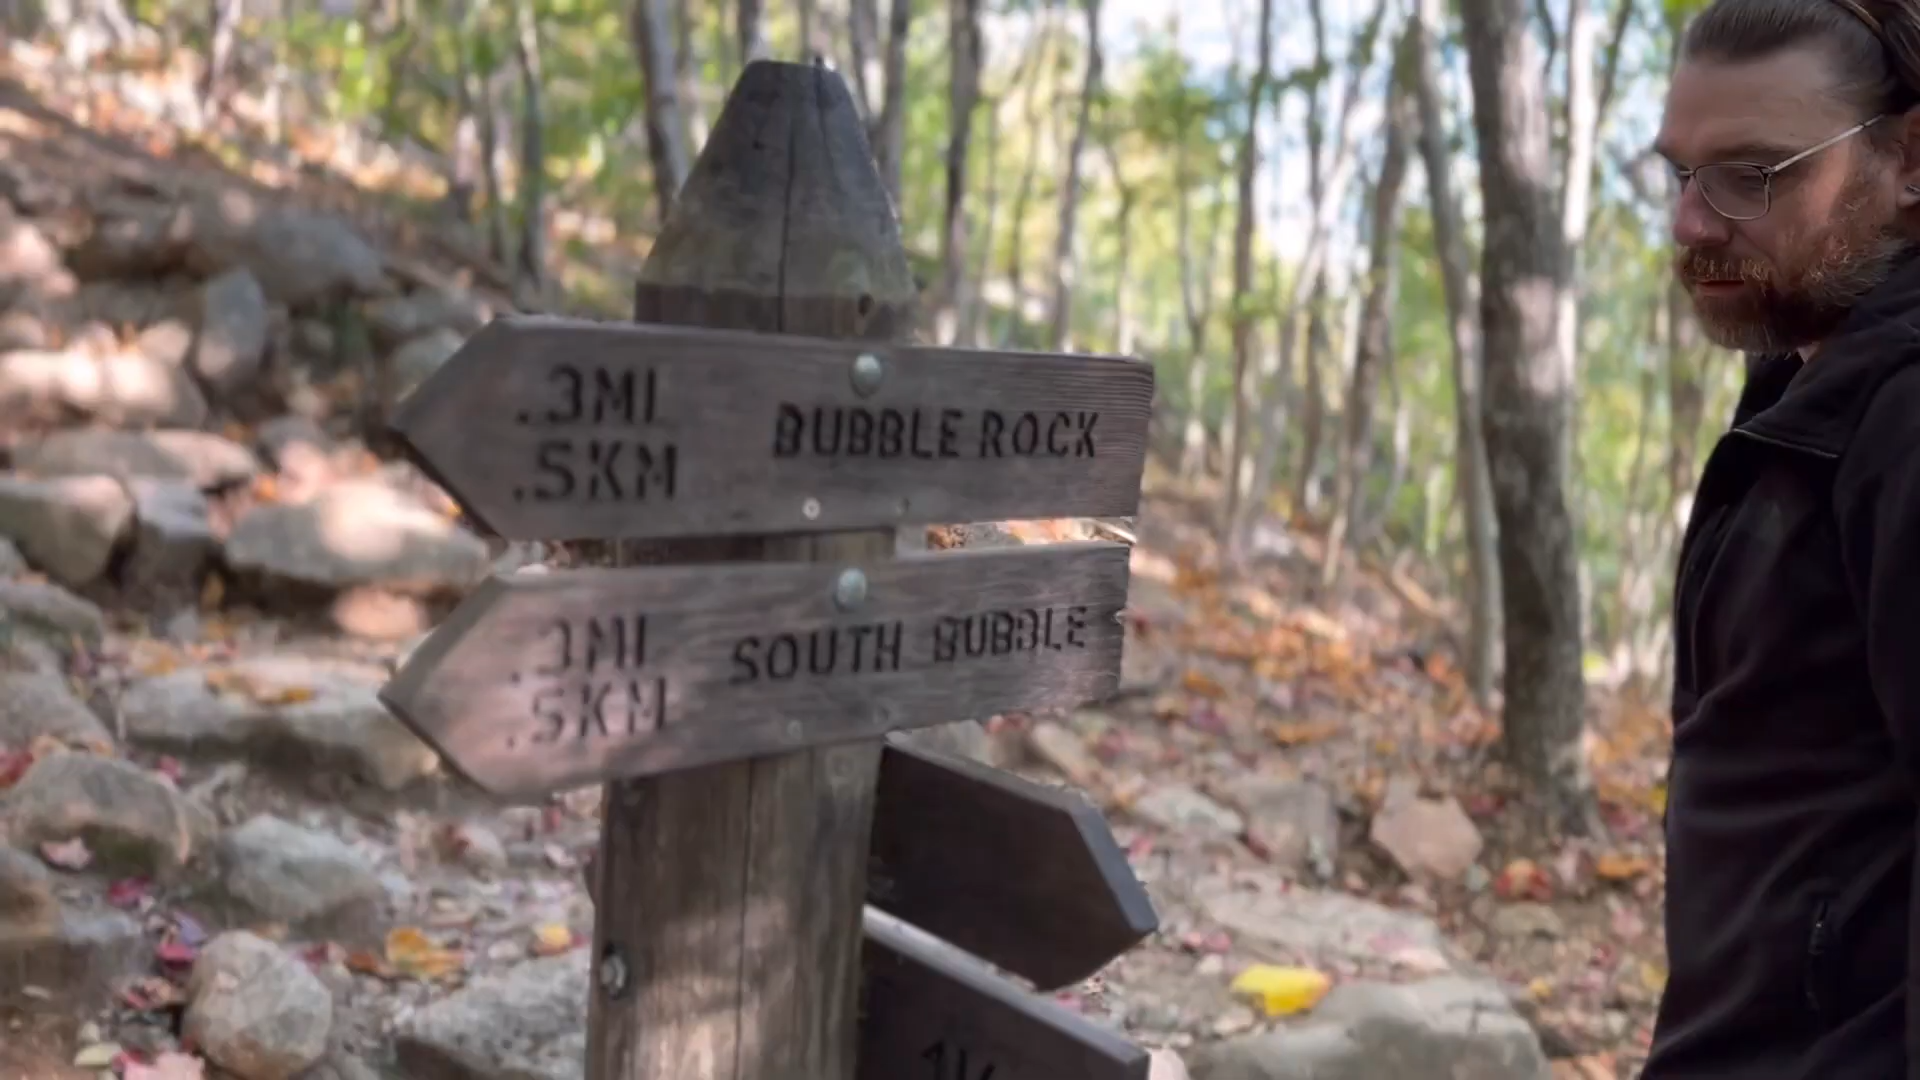 .3MI
.5KM
BUBBLE ROCK
.3MI
.5KM
SOUTH BUBBLE